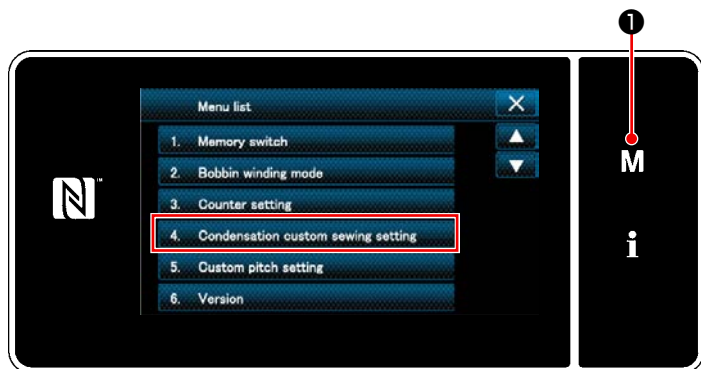 ❶
Menu list
1. Memory switch
2. Bobbin winding mode
3. Counter setting
4. Condensation custom sewing setting
5. Custom pitch setting
6. Version
N
M
i